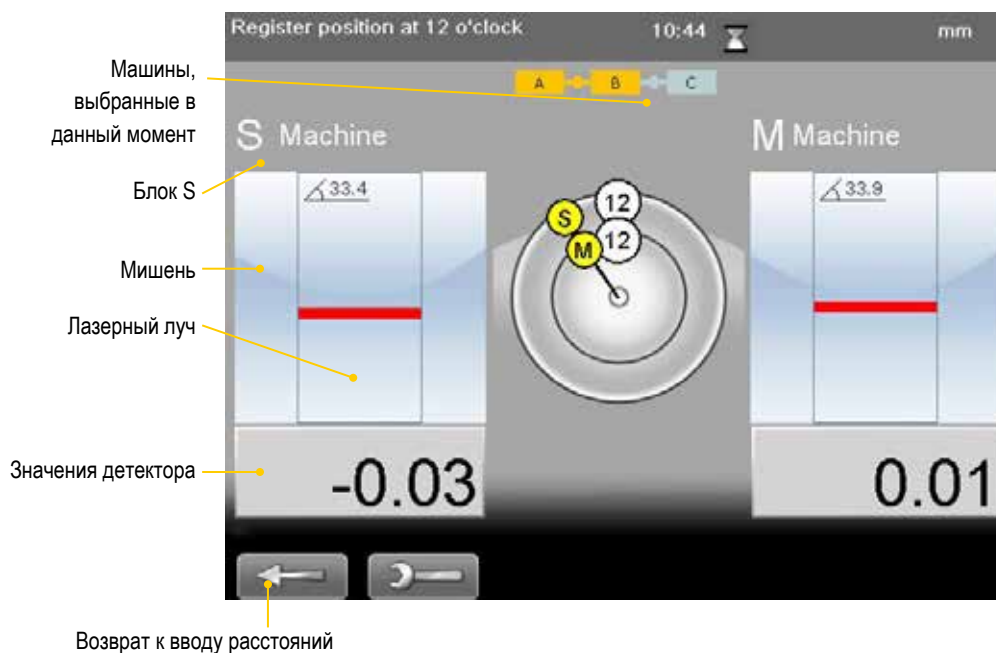 Register position at 12 o'clock 10:44 mm
Машины,
выбранные в
данный момент
A B C
S Machine
M Machine
Блок S
33.4
33.9
12
S
12
M
Мишень
Лазерный луч
Значения детектора
-0.03
0.01
Возврат к вводу расстояний